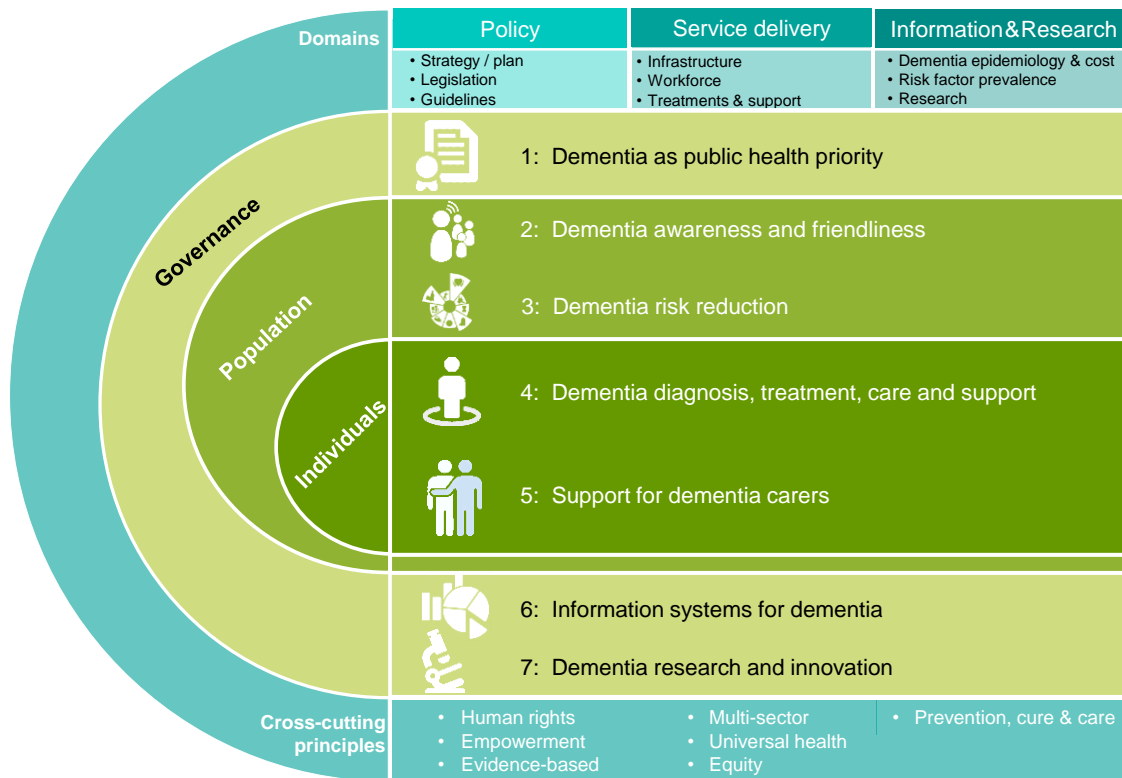 Domains
Policy
Service delivery
Information&Research
• Strategy / plan
• Legislation
• Guidelines
• Infrastructure
• Workforce
• Treatments & support
• Dementia epidemiology & cost
• Risk factor prevalence
• Research
Governance
Population
Individuals
1: Dementia as public health priority
2: Dementia awareness and friendliness
3: Dementia risk reduction
4: Dementia diagnosis, treatment, care and support
5: Support for dementia carers
6: Information systems for dementia
7: Dementia research and innovation
Cross-cutting
principles
• Human rights
• Empowerment
• Evidence-based
• Multi-sector
• Universal health
• Equity
• Prevention, cure & care